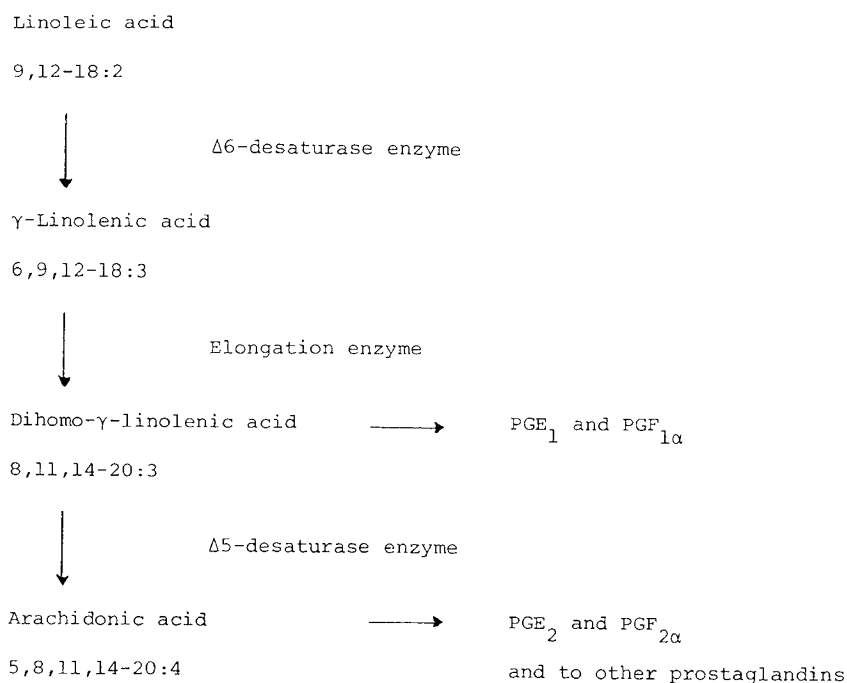 Linoleic acid
9,12-18:2
Δ6-desaturase enzyme
γ-Linolenic acid
6,9,12-18:3
Elongation enzyme
Dihomo-γ-linolenic acid PGE1 and PGF1α
8,11,14-20:3
Δ5-desaturase enzyme
Arachidonic acid PGE2 and PGF2α
5,8,11,14-20:4 and to other prostaglandins